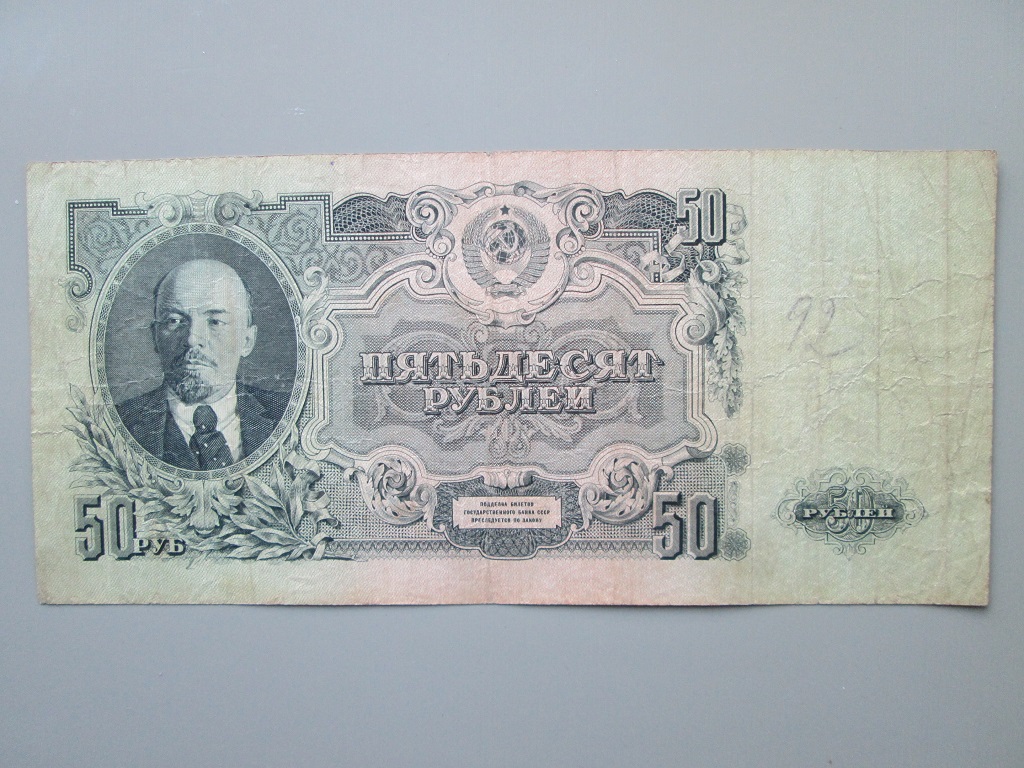 50
ПЯТЬДЕСЯТ
РУБЛЕЙ
92
ПОДДЕЛКА БИЛЕТОВ
ГОСУДАРСТВЕННОГО БАНКА СССР
ПРЕСЛЕДУЕТСЯ ПО ЗАКОНУ
50 РУБ
50
50
РУБЛЕЙ